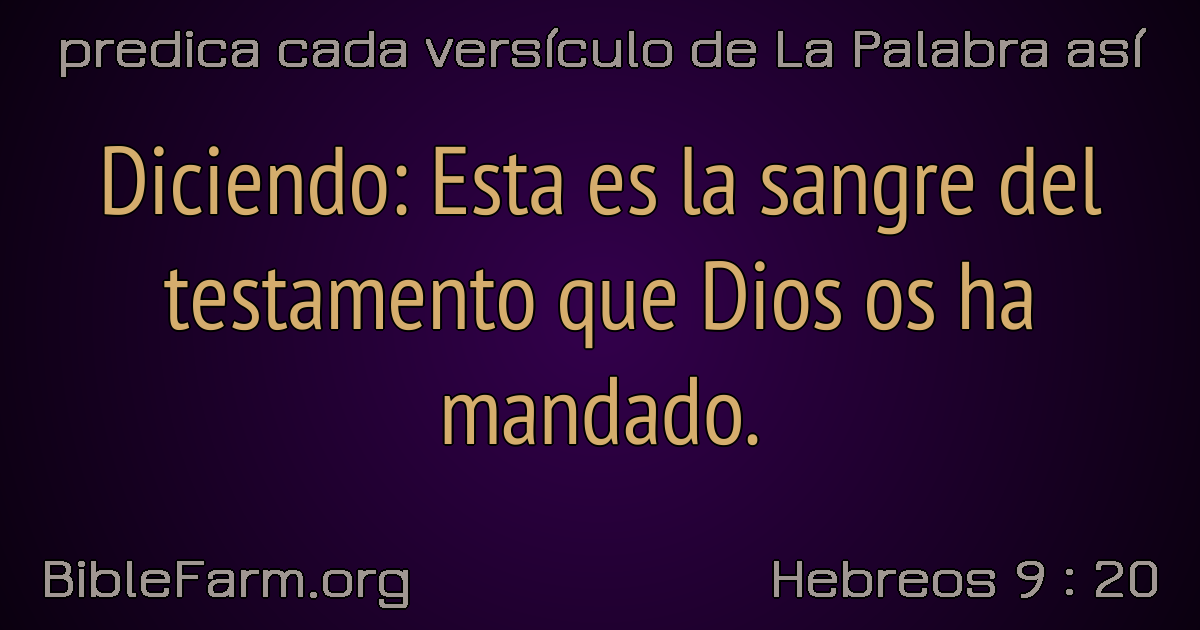 predica cada versículo de La Palabra así
Diciendo: Esta es la sangre del
testamento que Dios os ha
mandado.
BibleFarm.org
Hebreos 9 : 20